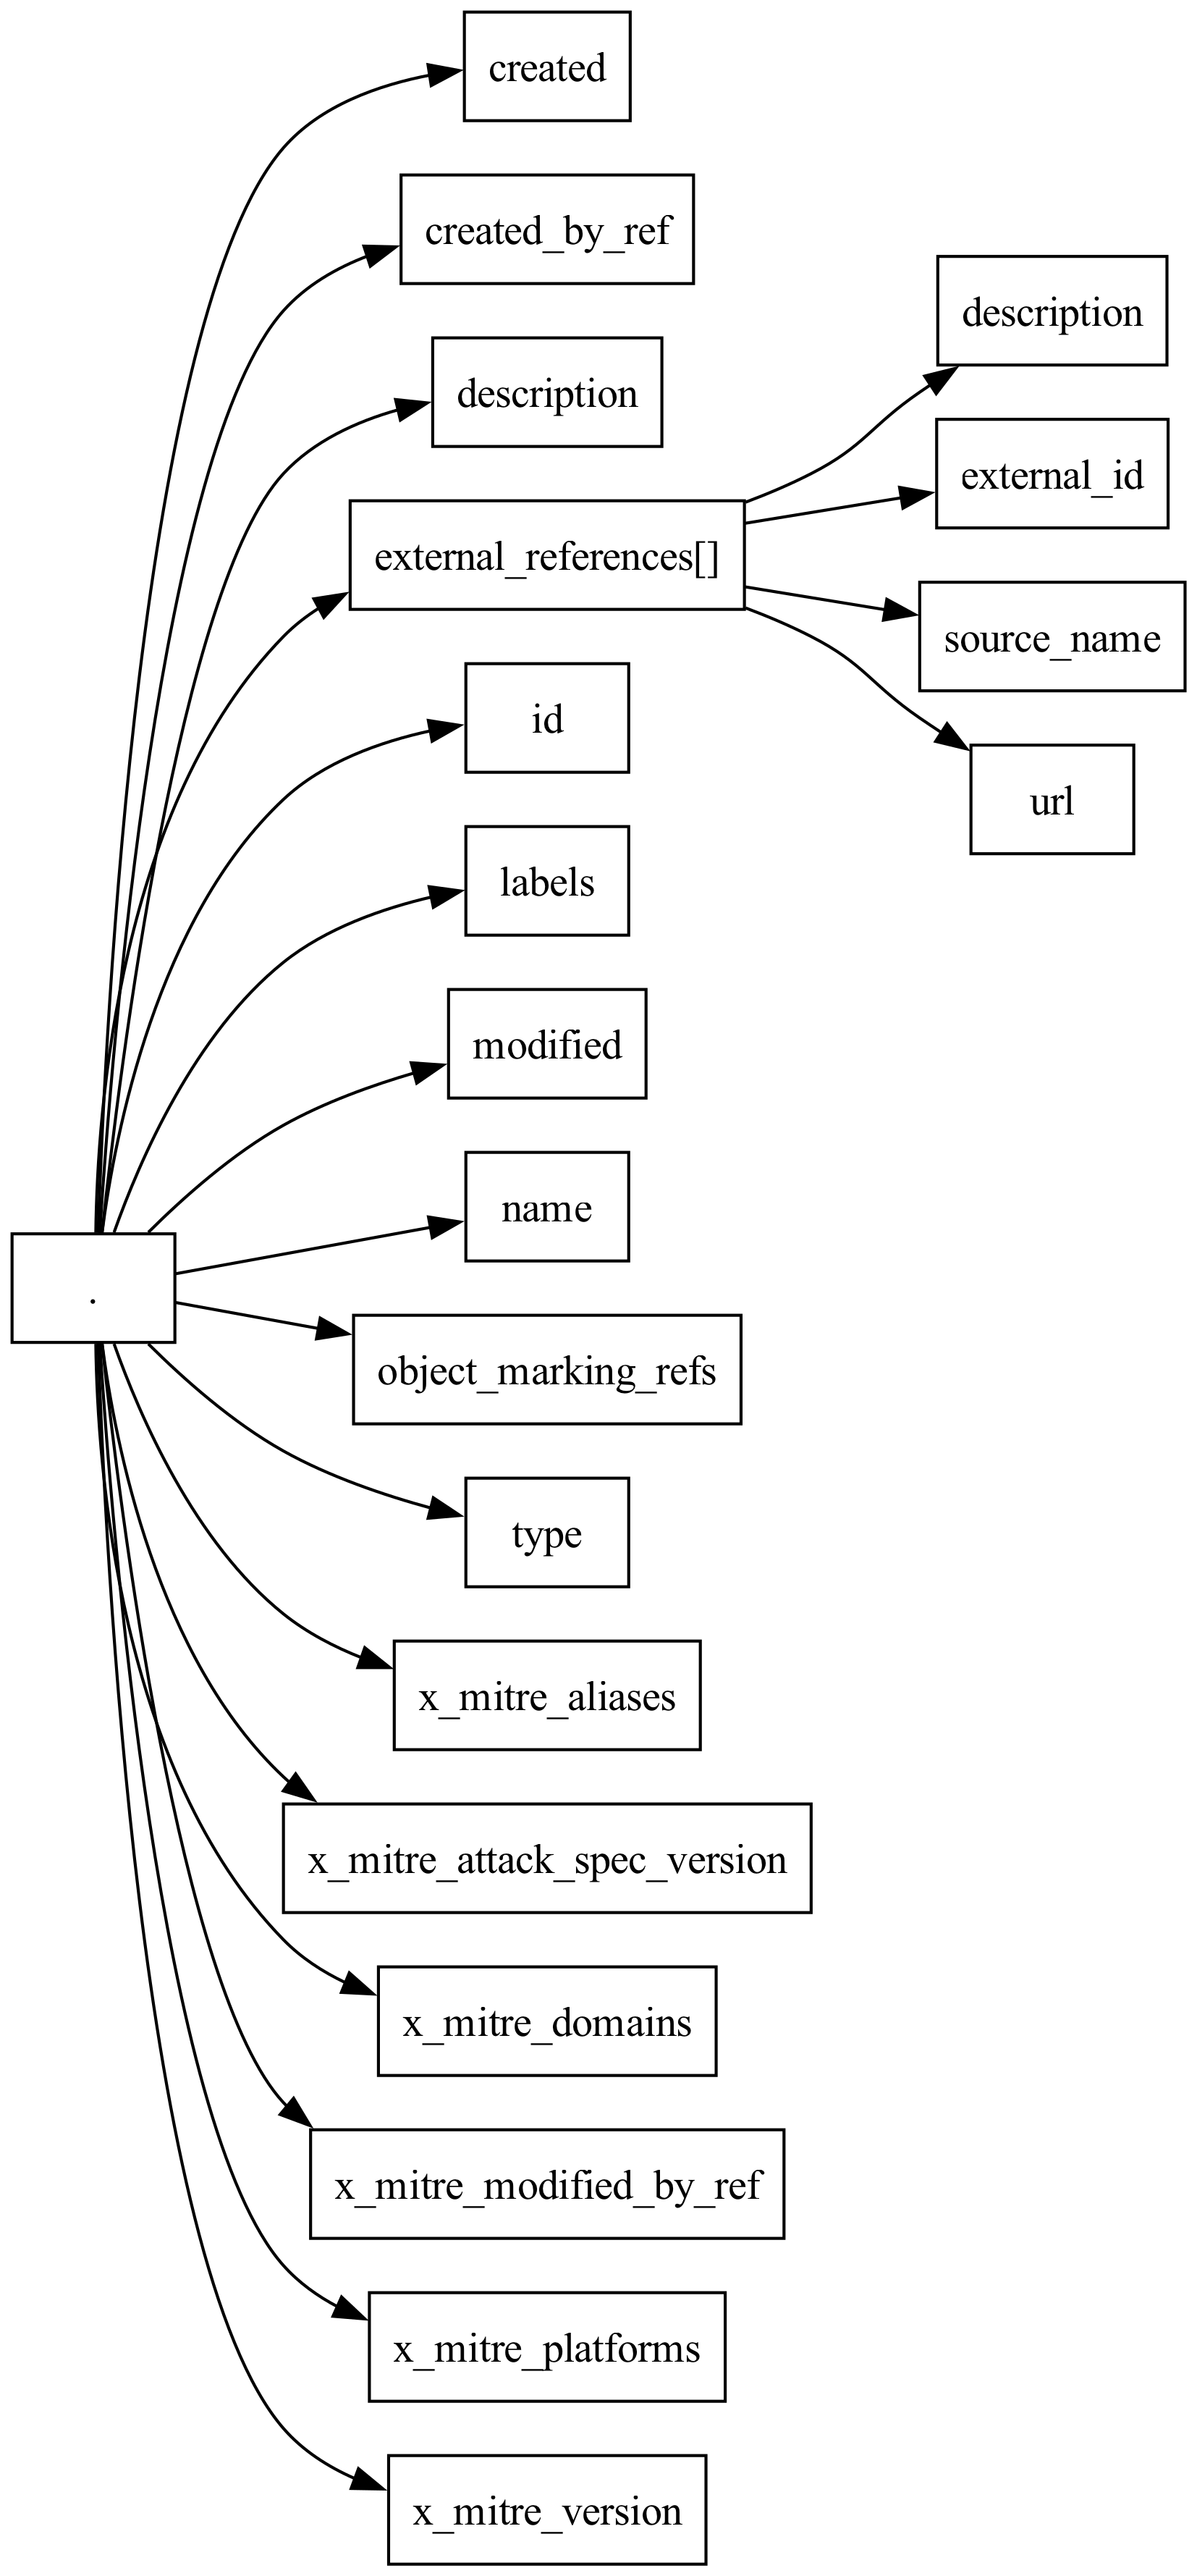 created
created_by_ref
description
description
external_id
external_references[]
source_name
id
url
labels
modified
name
.
object_marking_refs
type
x_mitre_aliases
x_mitre_attack_spec_version
x_mitre_domains
x_mitre_modified_by_ref
x_mitre_platforms
x_mitre_version